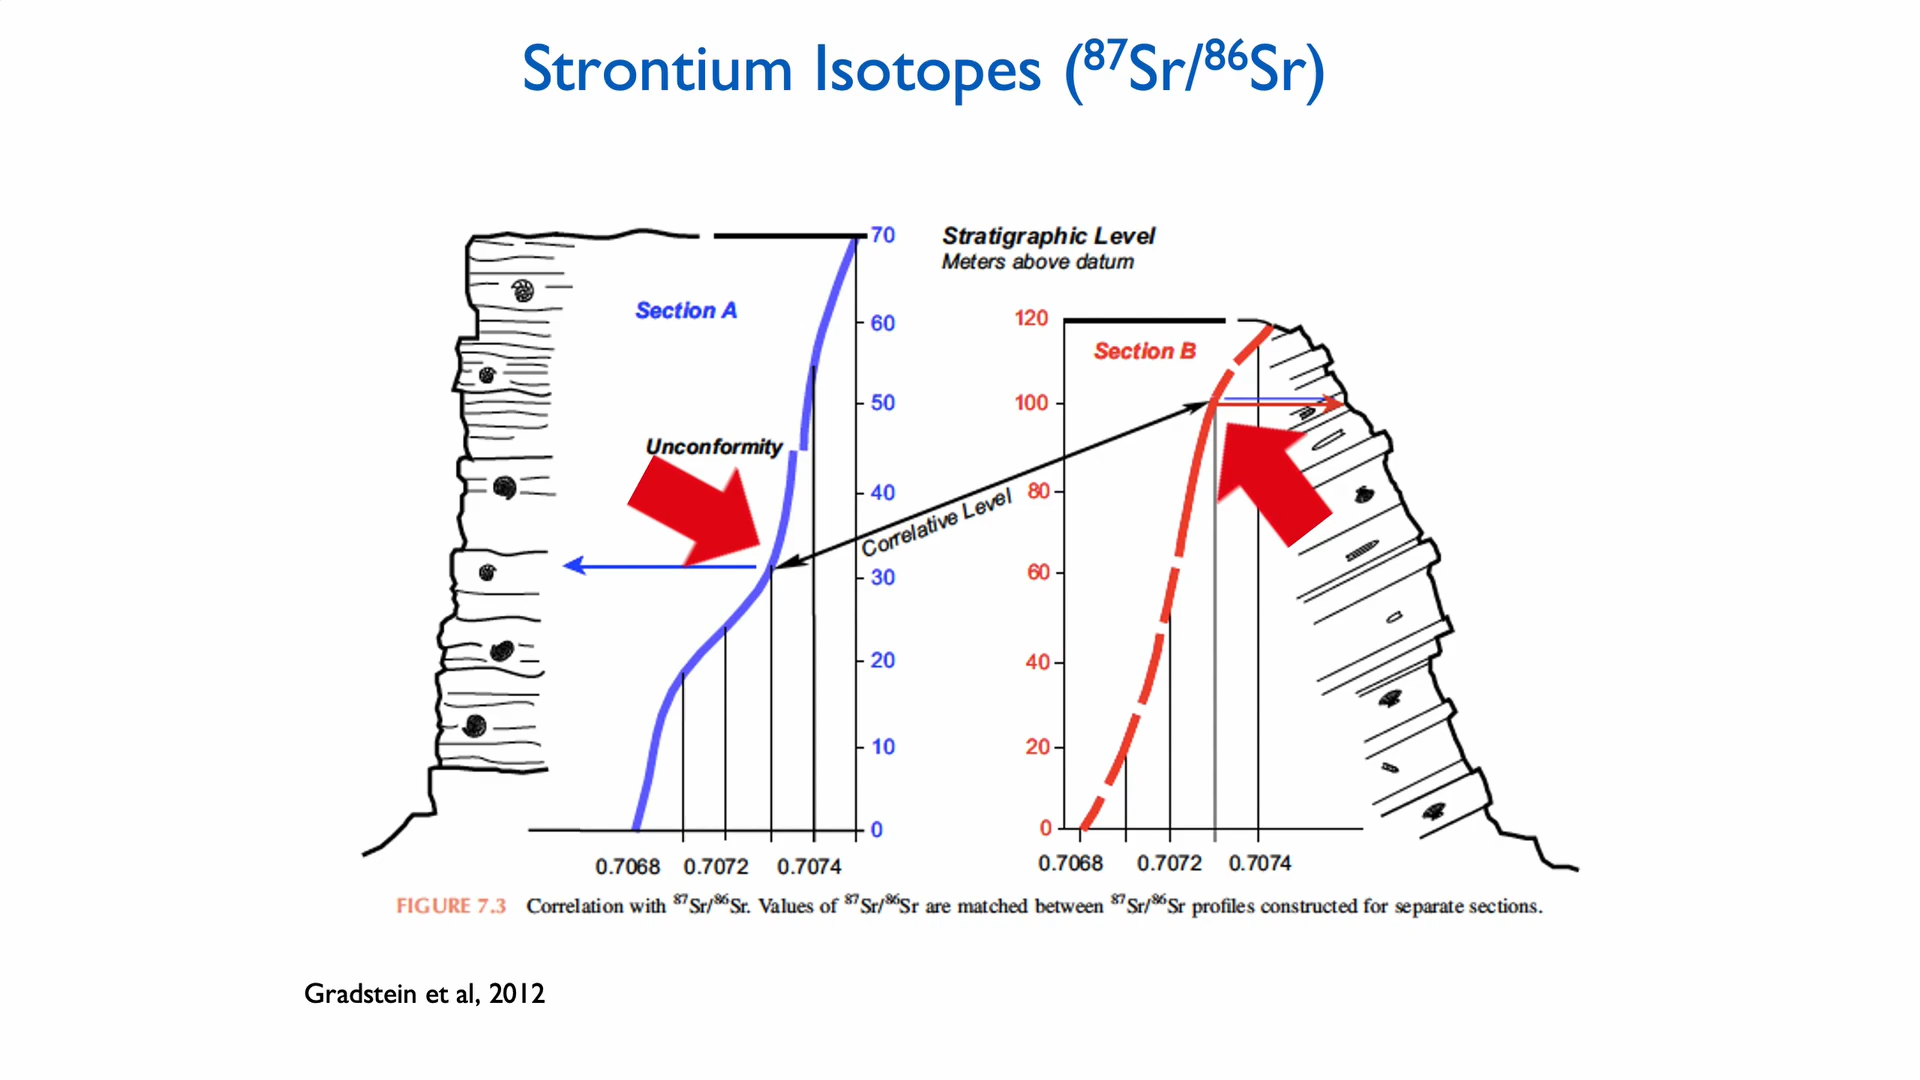 Strontium Isotopes (⁸⁷Sr/⁸⁶Sr)
70
Stratigraphic Level
Meters above datum
Section A
60
120
Section B
50
100
Unconformity
40
80
Correlative Level
30
60
20
40
10
20
0
0
0.7068 0.7072 0.7074
0.7068 0.7072 0.7074
FIGURE 7.3 Correlation with ⁸⁷Sr/⁸⁶Sr. Values of ⁸⁷Sr/⁸⁶Sr are matched between ⁸⁷Sr/⁸⁶Sr profiles constructed for separate sections.
Gradstein et al, 2012